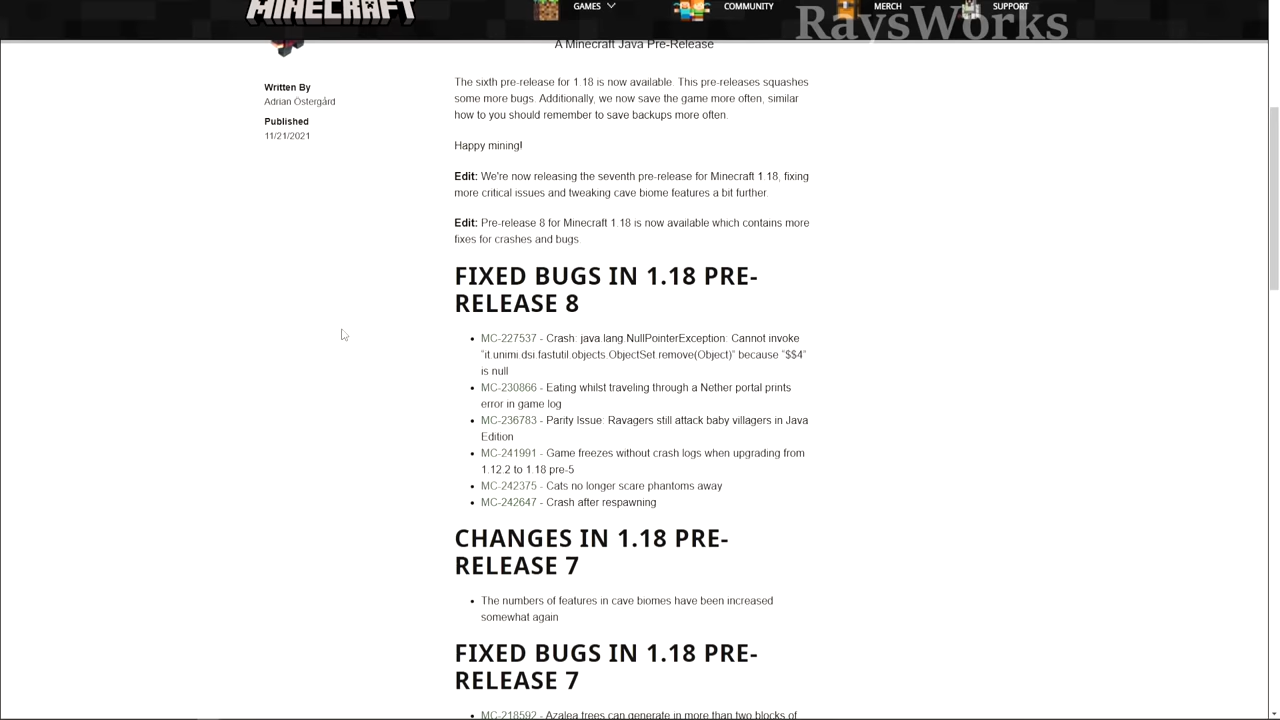 MINECRAFT
GAMES
COMMUNITY
MERCH
SUPPORT
RaysWorks
A Minecraft Java Pre-Release
Written By
Adrian Östergård
Published
11/21/2021
The sixth pre-release for 1.18 is now available. This pre-releases squashes
some more bugs. Additionally, we now save the game more often, similar
how to you should remember to save backups more often.
Happy mining!
Edit: We're now releasing the seventh pre-release for Minecraft 1.18, fixing
more critical issues and tweaking cave biome features a bit further.
Edit: Pre-release 8 for Minecraft 1.18 is now available which contains more
fixes for crashes and bugs.
FIXED BUGS IN 1.18 PRE-
RELEASE 8
MC-227537 - Crash: java.lang.NullPointerException: Cannot invoke
"it.unimi.dsi.fastutil.objects.ObjectSet.remove(Object)" because "$$4"
is null
MC-230866 - Eating whilst traveling through a Nether portal prints
error in game log
MC-236783 - Parity Issue: Ravagers still attack baby villagers in Java
Edition
MC-241991 - Game freezes without crash logs when upgrading from
1.12.2 to 1.18 pre-5
MC-242375 - Cats no longer scare phantoms away
MC-242647 - Crash after respawning
CHANGES IN 1.18 PRE-
RELEASE 7
The numbers of features in cave biomes have been increased
somewhat again
FIXED BUGS IN 1.18 PRE-
RELEASE 7
MC-218592 - Azalea trees can generate in more than two blocks of